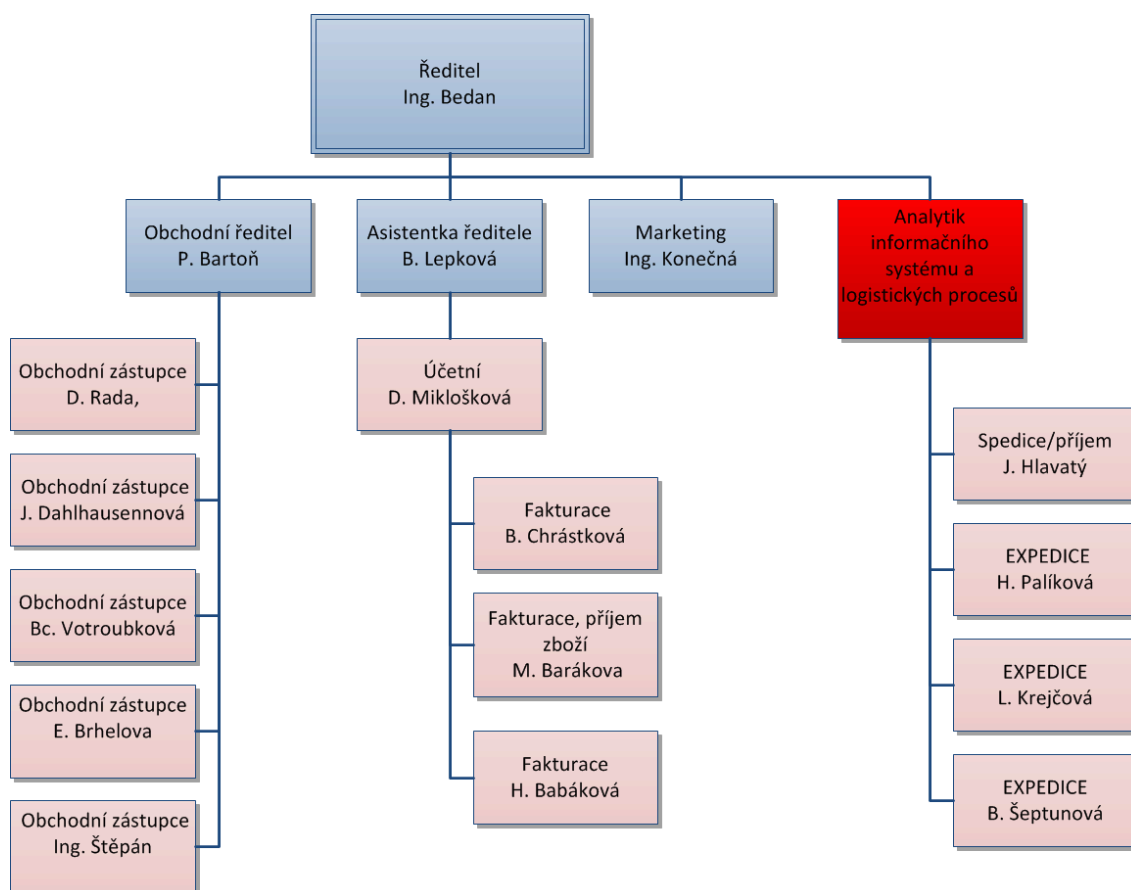 Ředitel
Ing. Bedan
Obchodní ředitel
P. Bartoň
Asistentka ředitele
B. Lepková
Marketing
Ing. Konečná
Analytik
informačního
systému a
logistických procesů
Obchodní zástupce
D. Rada,
Obchodní zástupce
J. Dahlhausennová
Obchodní zástupce
Bc. Votroubková
Obchodní zástupce
E. Brhelova
Obchodní zástupce
Ing. Štěpán
Účetní
D. Miklošková
Fakturace
B. Chrástková
Fakturace, příjem
zboží
M. Barákova
Fakturace
H. Babáková
Spedice/příjem
J. Hlavatý
EXPEDICE
H. Palíková
EXPEDICE
L. Krejčová
EXPEDICE
B. Šeptunová